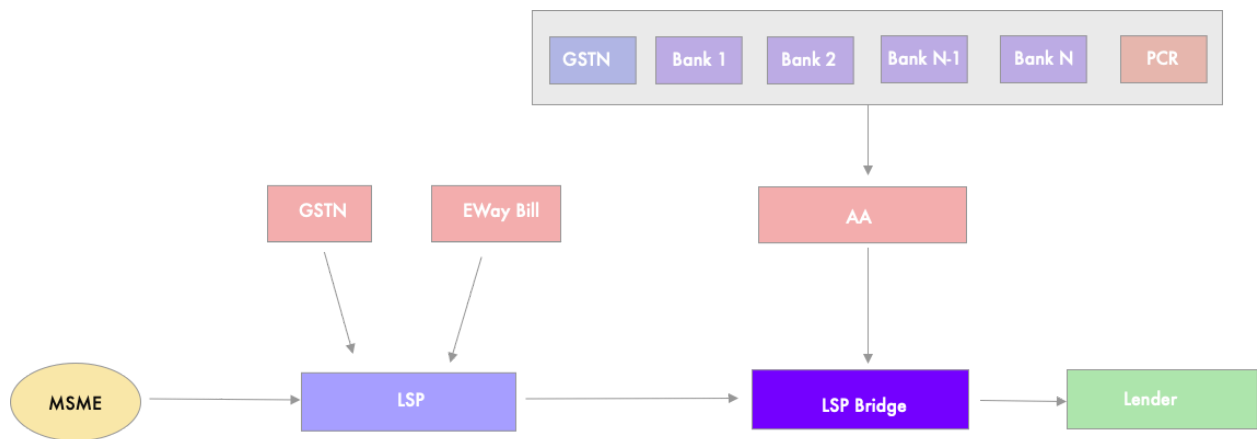 GSTN
Bank 1
Bank 2
Bank N-1
Bank N
PCR
GSTN
EWay Bill
AA
MSME
LSP
LSP Bridge
Lender